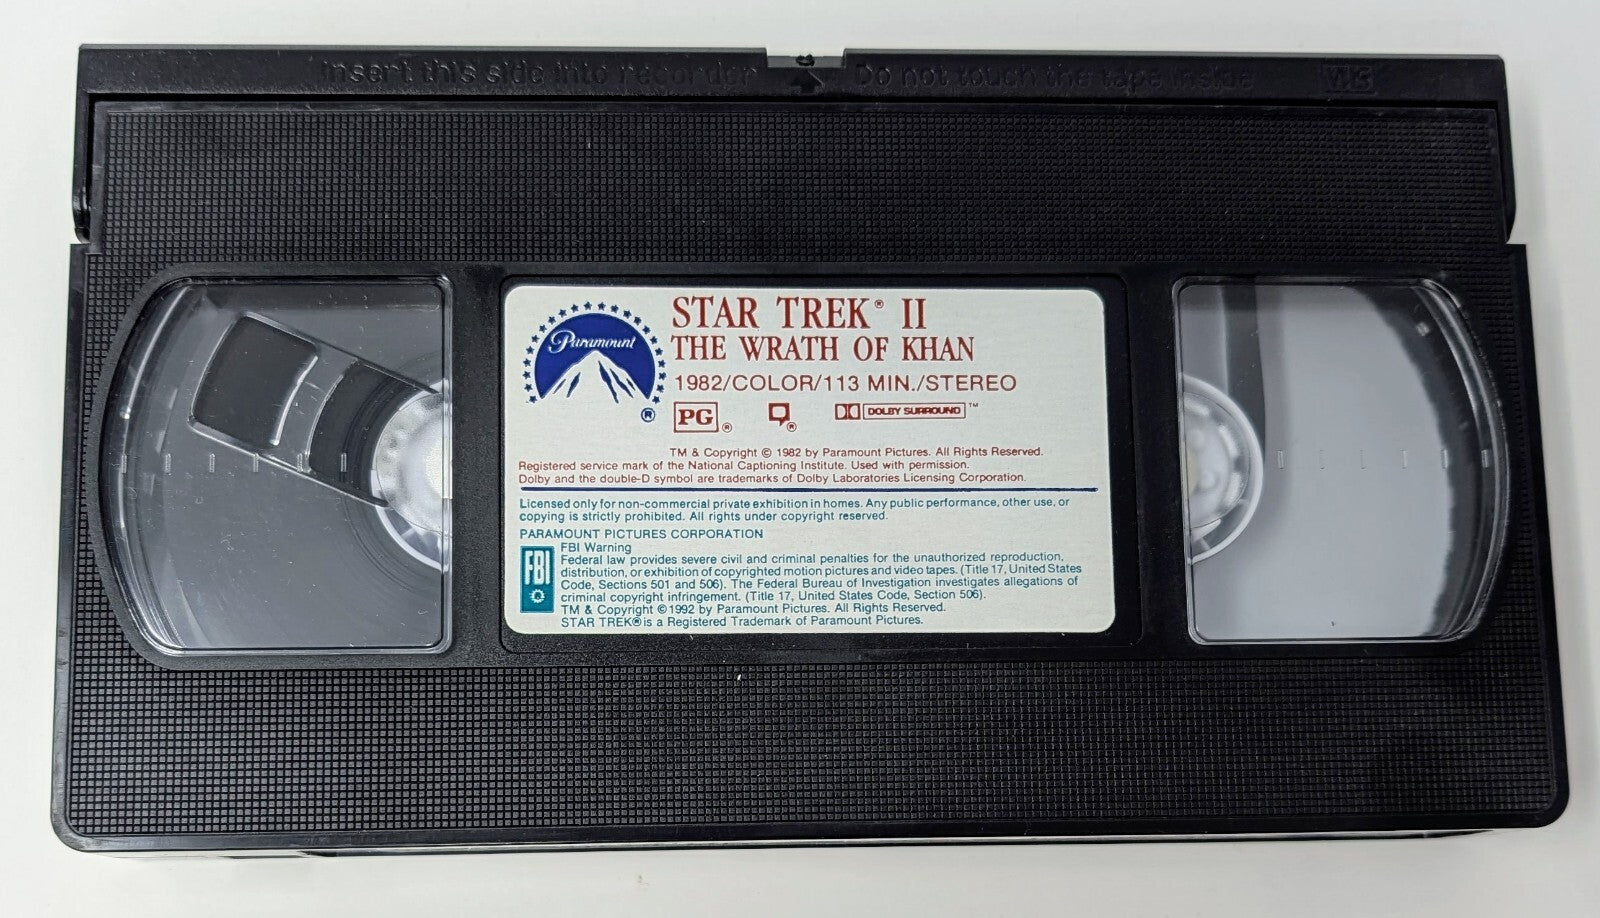 Insert this side into recorder Do not touch the tape inside VHS
Paramount
®
STAR TREK® II
THE WRATH OF KHAN
1982/COLOR/113 MIN./STEREO
PG® ® DOLBY SURROUND™
TM & Copyright © 1982 by Paramount Pictures. All Rights Reserved.
Registered service mark of the National Captioning Institute. Used with permission.
Dolby and the double-D symbol are trademarks of Dolby Laboratories Licensing Corporation.
Licensed only for non-commercial private exhibition in homes. Any public performance, other use, or
copying is strictly prohibited. All rights under copyright reserved.
PARAMOUNT PICTURES CORPORATION
FBI
FBI Warning
Federal law provides severe civil and criminal penalties for the unauthorized reproduction,
distribution, or exhibition of copyrighted motion pictures and video tapes. (Title 17, United States
Code, Sections 501 and 506). The Federal Bureau of Investigation investigates allegations of
criminal copyright infringement. (Title 17, United States Code, Section 506).
TM & Copyright © 1992 by Paramount Pictures. All Rights Reserved.
STAR TREK® is a Registered Trademark of Paramount Pictures.